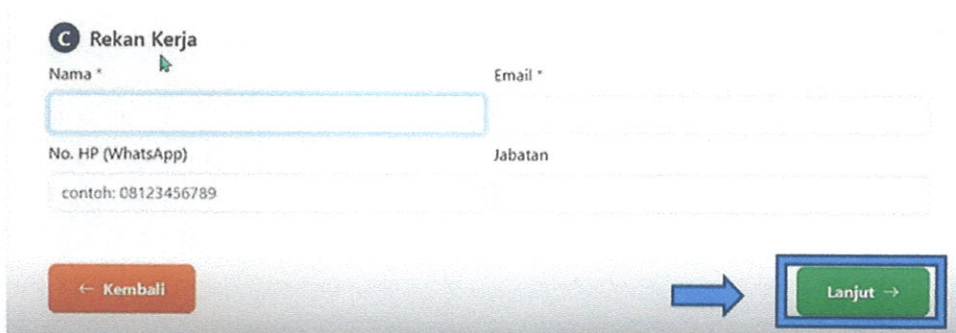 C Rekan Kerja
Nama *
Email *
No. HP (WhatsApp)
Jabatan
contoh: 08123456789
← Kembali
Lanjut →